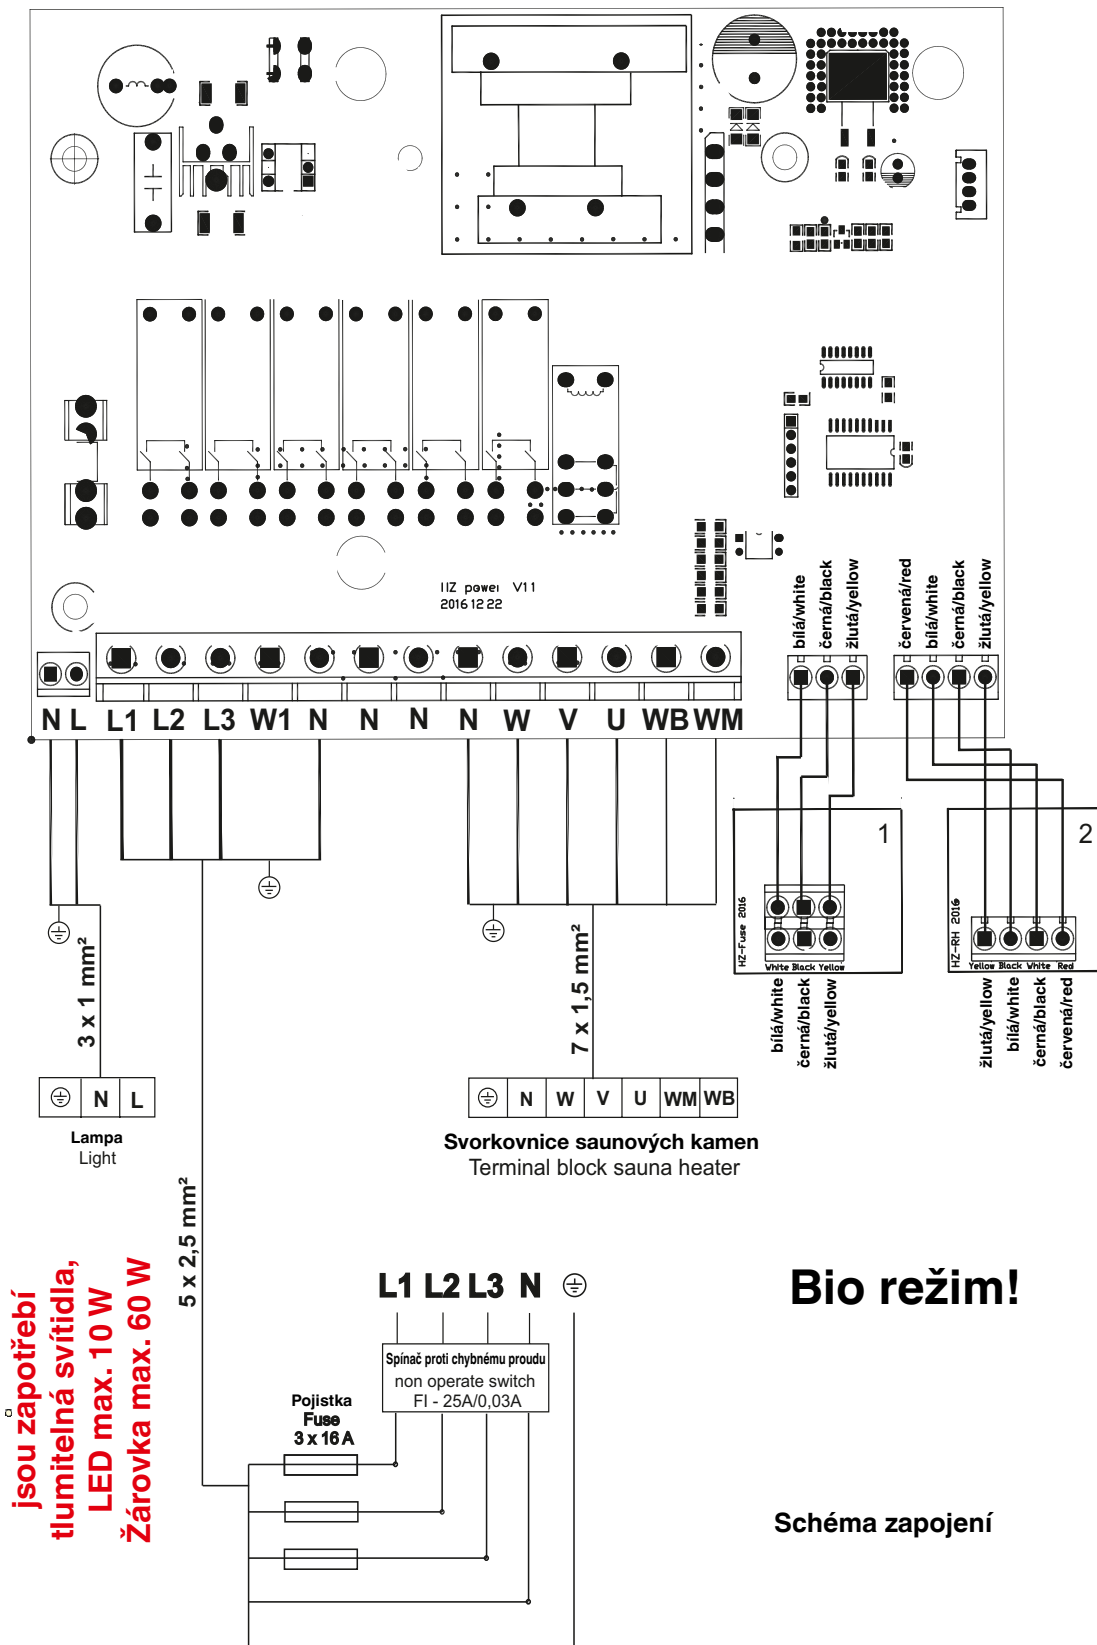 HZ power V11
2016 12 22
bílá/white
černá/black
žlutá/yellow
červená/red
bílá/white
černá/black
žlutá/yellow
N L L1 L2 L3 W1 N N N N W V U WB WM
1
2
HZ-Fuse 2016
White Black Yellow
HZ-RH 2016
Yellow Black White Red
bílá/white
černá/black
žlutá/yellow
žlutá/yellow
bílá/white
černá/black
červená/red
3 x 1 mm²
7 x 1,5 mm²
N L
Lampa
Light
N W V U WM WB
Svorkovnice saunových kamen
Terminal block sauna heater
5 x 2,5 mm²
jsou zapotřebí
tlumitelná svítidla,
LED max. 10 W
Žárovka max. 60 W
L1 L2 L3 N
Spínač proti chybnému proudu
non operate switch
FI - 25A/0,03A
Pojistka
Fuse
3 x 16 A
Bio režim!
Schéma zapojení